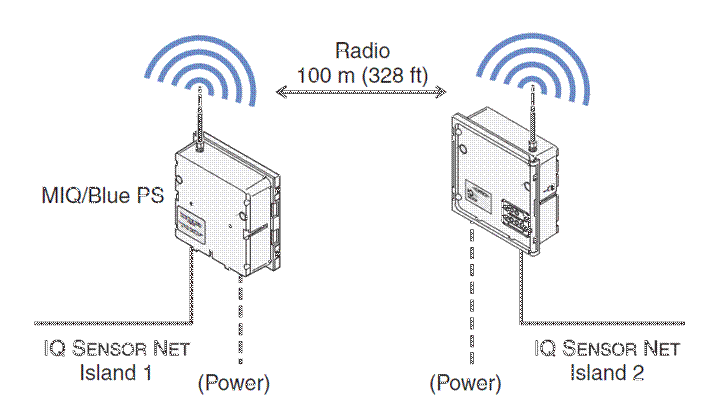 Radio
100 m (328 ft)
MIQ/Blue PS
IQ SENSOR NET
Island 1
(Power)
(Power)
IQ SENSOR NET
Island 2